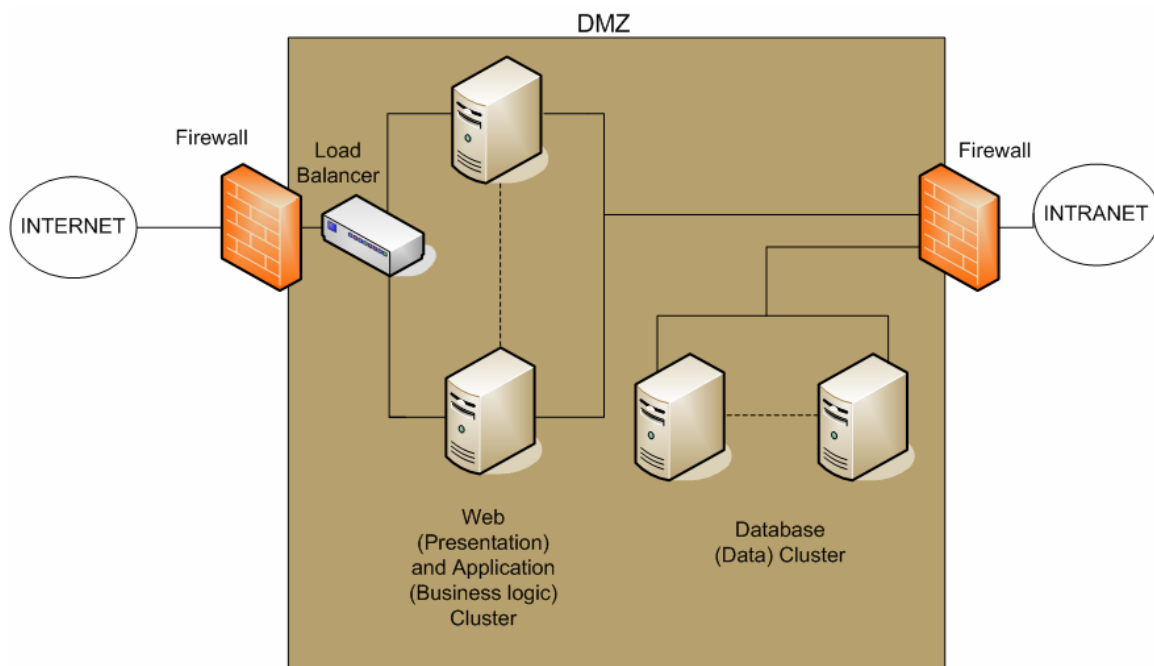 DMZ
Firewall
Load
Balancer
Firewall
INTERNET
INTRANET
Web
(Presentation)
and Application
(Business logic)
Cluster
Database
(Data) Cluster